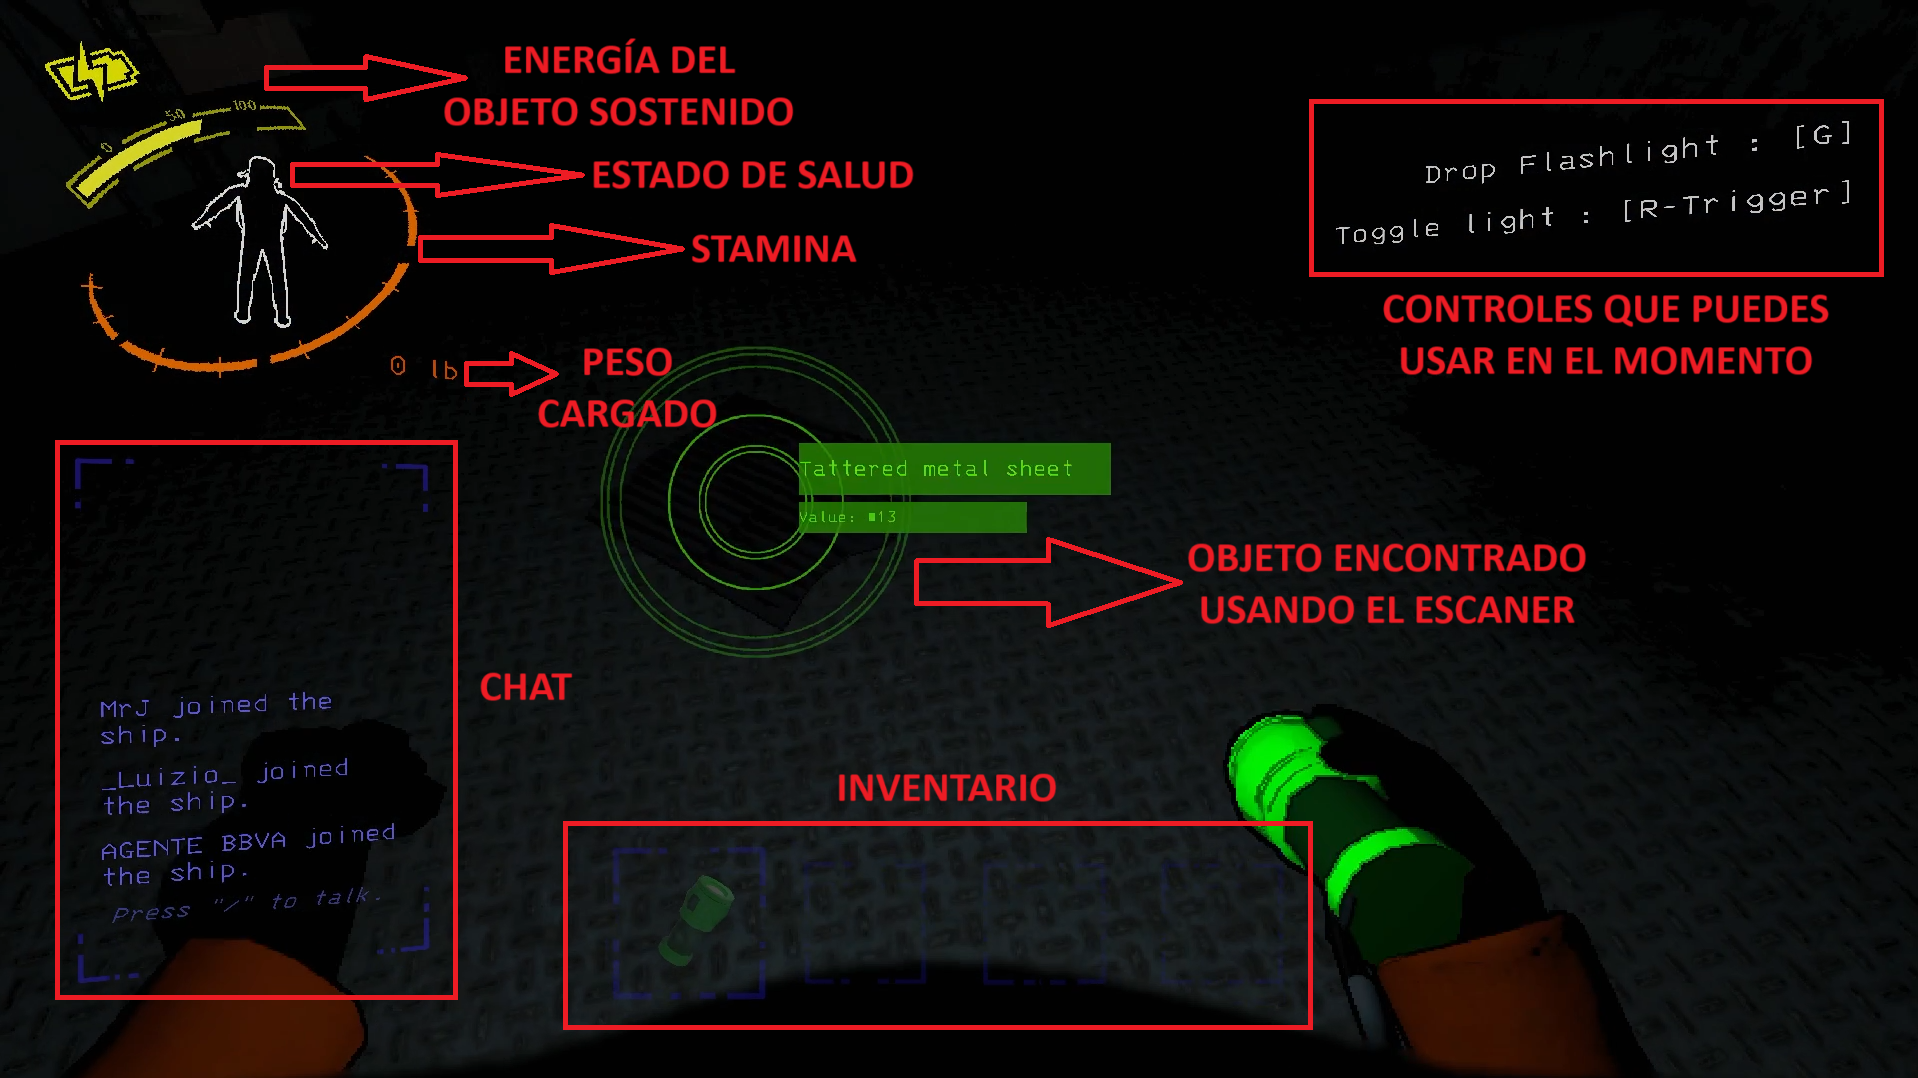 ENERGÍA DEL
OBJETO SOSTENIDO
0 50 100
ESTADO DE SALUD
STAMINA
Drop Flashlight : [G]
Toggle light : [R-Trigger]
CONTROLES QUE PUEDES
USAR EN EL MOMENTO
0 lb
PESO
CARGADO
Tattered metal sheet
Value: ■13
OBJETO ENCONTRADO
USANDO EL ESCANER
CHAT
MrJ joined the
ship.
_Luizio_ joined
the ship.
AGENTE BBVA joined
the ship.
Press "/" to talk.
INVENTARIO